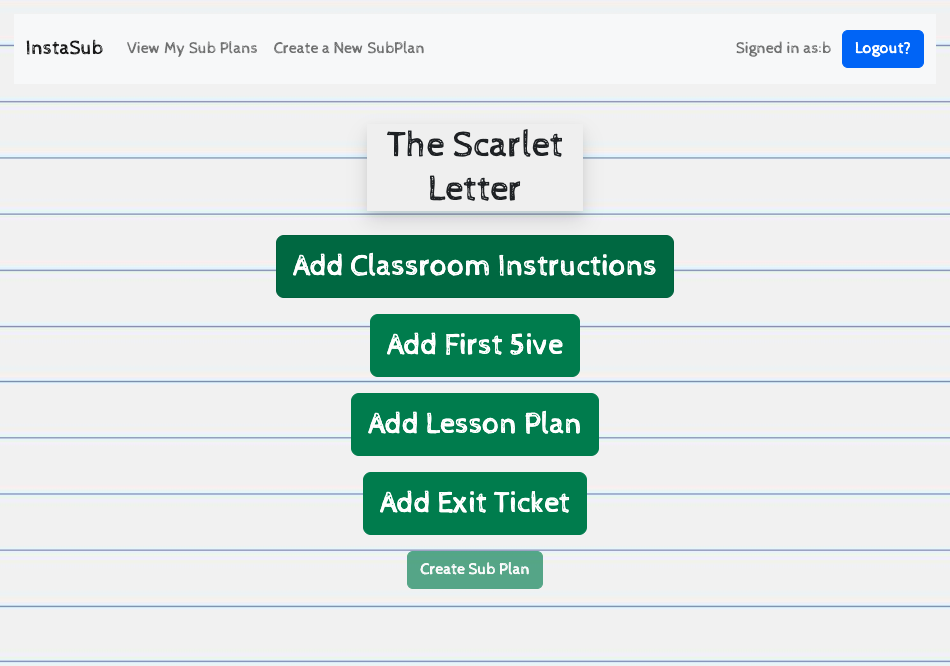 InstaSub View My Sub Plans Create a New SubPlan Signed in as:b Logout?
The Scarlet
Letter
Add Classroom Instructions
Add First 5ive
Add Lesson Plan
Add Exit Ticket
Create Sub Plan